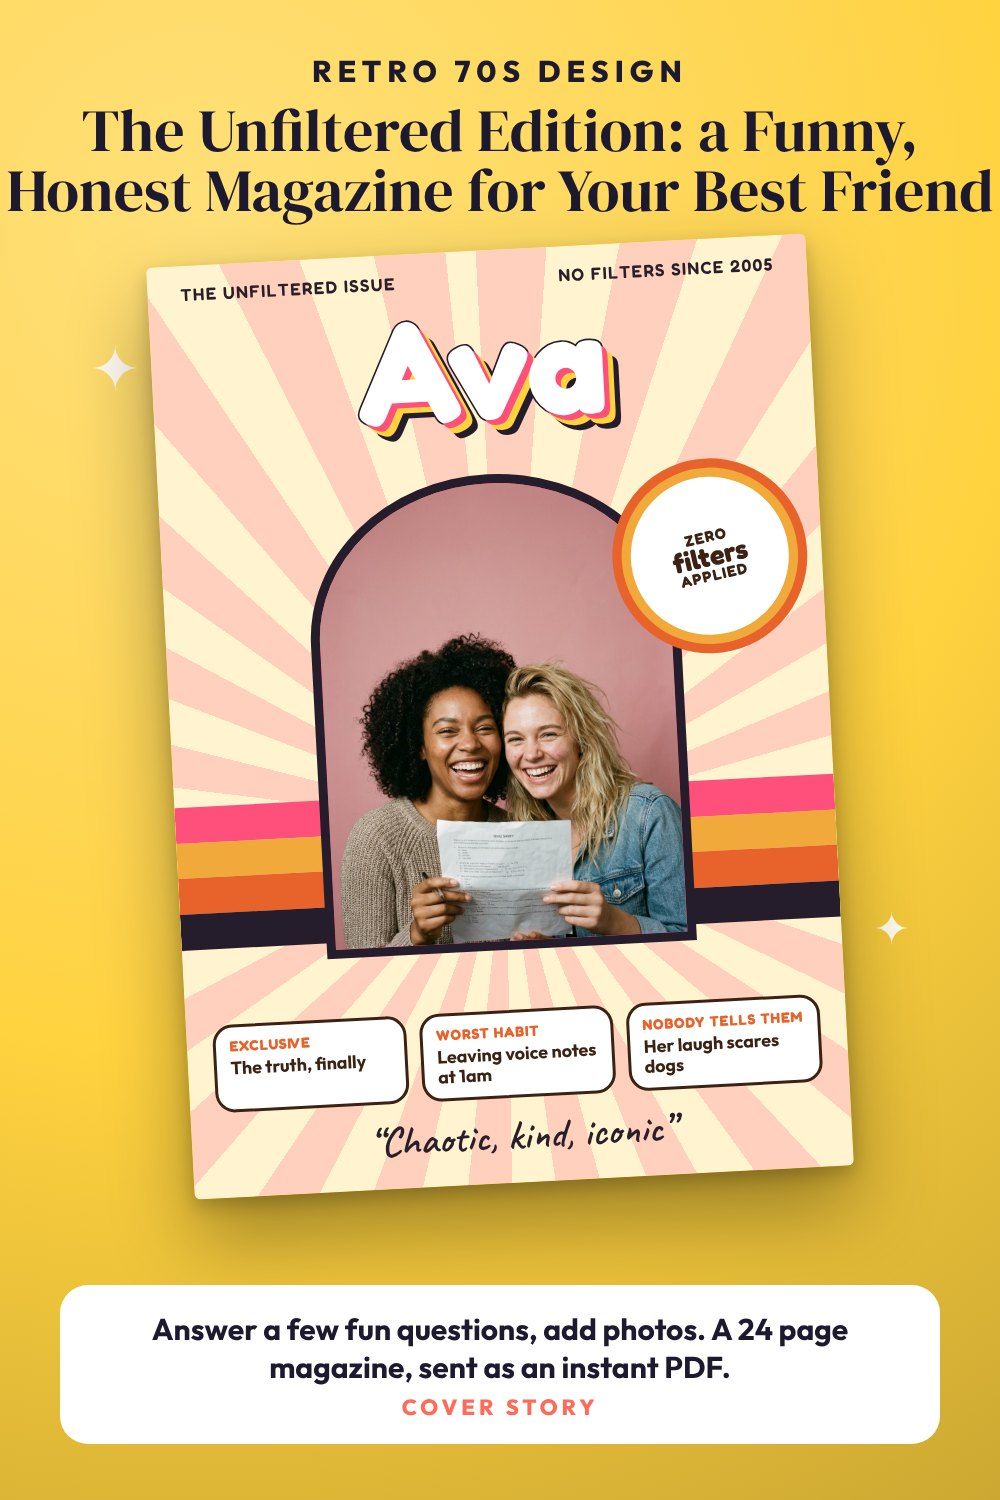 RETRO 70S DESIGN
The Unfiltered Edition: a Funny,
Honest Magazine for Your Best Friend
THE UNFILTERED ISSUE
NO FILTERS SINCE 2005
Ava
ZERO
filters
APPLIED
EXCLUSIVE
The truth, finally
WORST HABIT
Leaving voice notes
at 1am
NOBODY TELLS THEM
Her laugh scares
dogs
“Chaotic, kind, iconic”
Answer a few fun questions, add photos. A 24 page
magazine, sent as an instant PDF.
COVER STORY